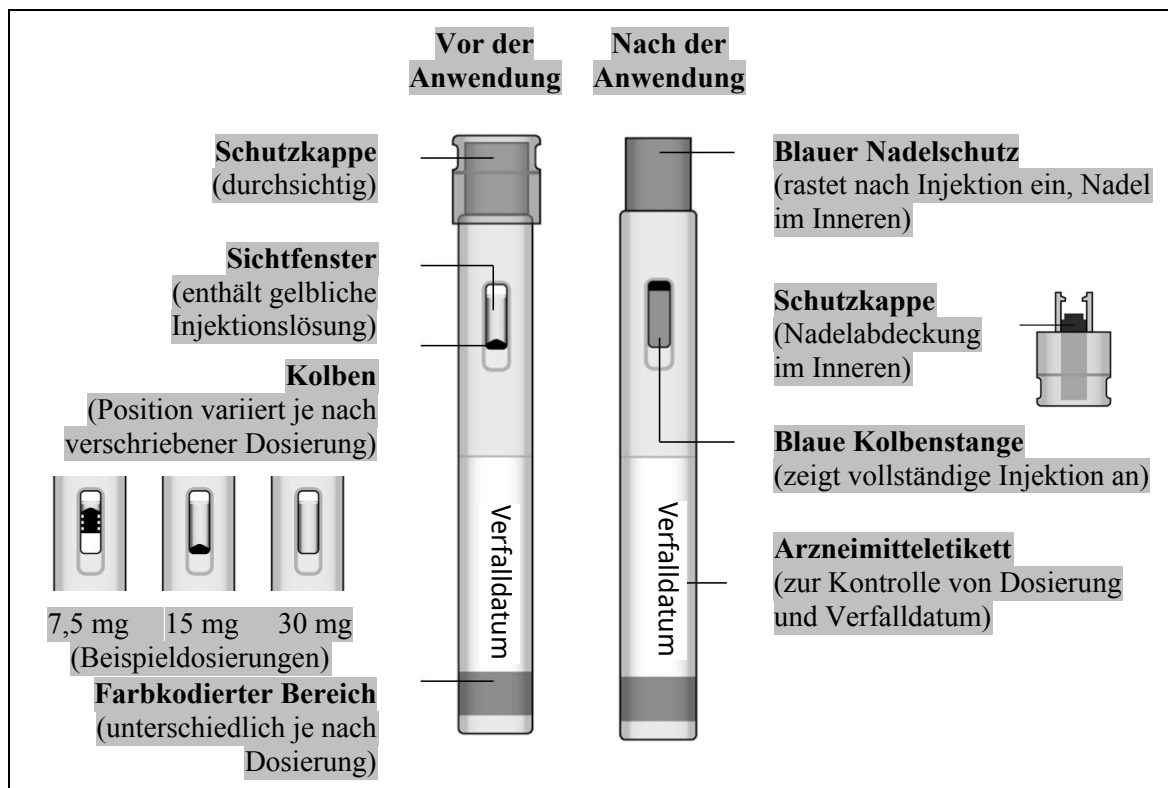 Vor der
Anwendung
Nach der
Anwendung
Schutzkappe
(durchsichtig)
Sichtfenster
(enthält gelbliche
Injektionslösung)
Kolben
(Position variiert je nach
verschriebener Dosierung)
7,5 mg 15 mg 30 mg
(Beispieldosierungen)
Farbkodierter Bereich
(unterschiedlich je nach
Dosierung)
Verfalldatum
Verfalldatum
Blauer Nadelschutz
(rastet nach Injektion ein, Nadel
im Inneren)
Schutzkappe
(Nadelabdeckung
im Inneren)
Blaue Kolbenstange
(zeigt vollständige Injektion an)
Arzneimitteletikett
(zur Kontrolle von Dosierung
und Verfalldatum)